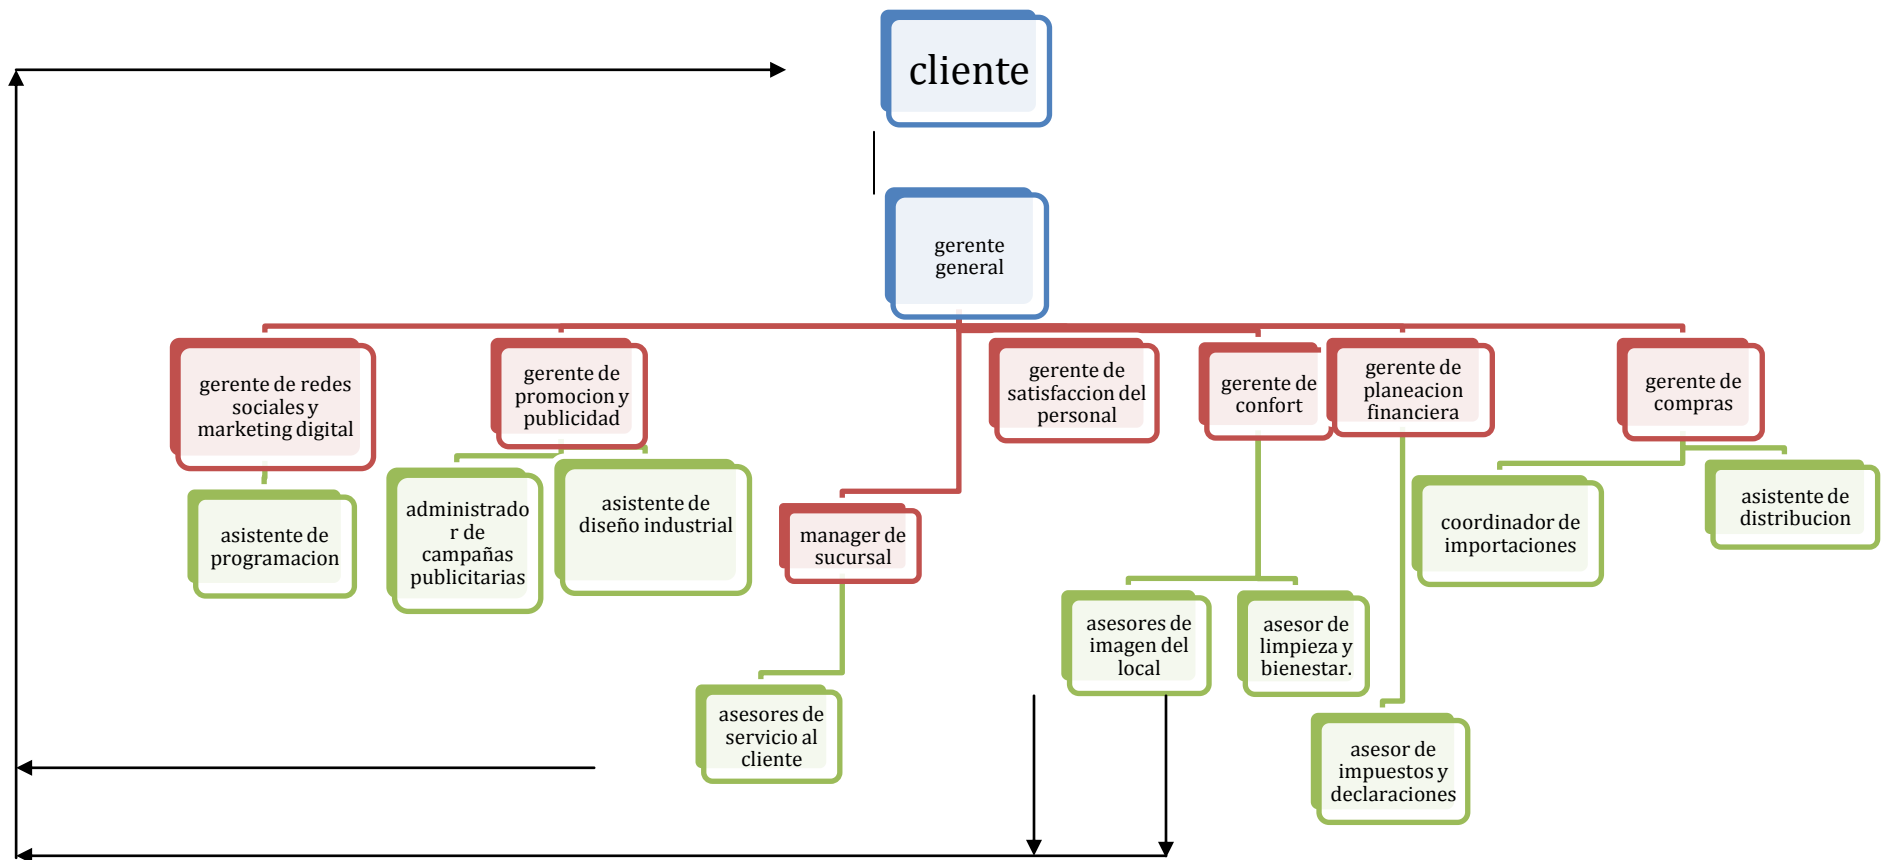 cliente
gerente
general
gerente de redes
sociales y
marketing digital
gerente de
promocion y
publicidad
gerente de
satisfaccion del
personal
gerente de
confort
gerente de
planeacion
financiera
gerente de
compras
asistente de
programacion
administrado
r de
campañas
publicitarias
asistente de
diseño industrial
manager de
sucursal
coordinador de
importaciones
asistente de
distribucion
asesores de
imagen del
local
asesor de
limpieza y
bienestar.
asesores de
servicio al
cliente
asesor de
impuestos y
declaraciones